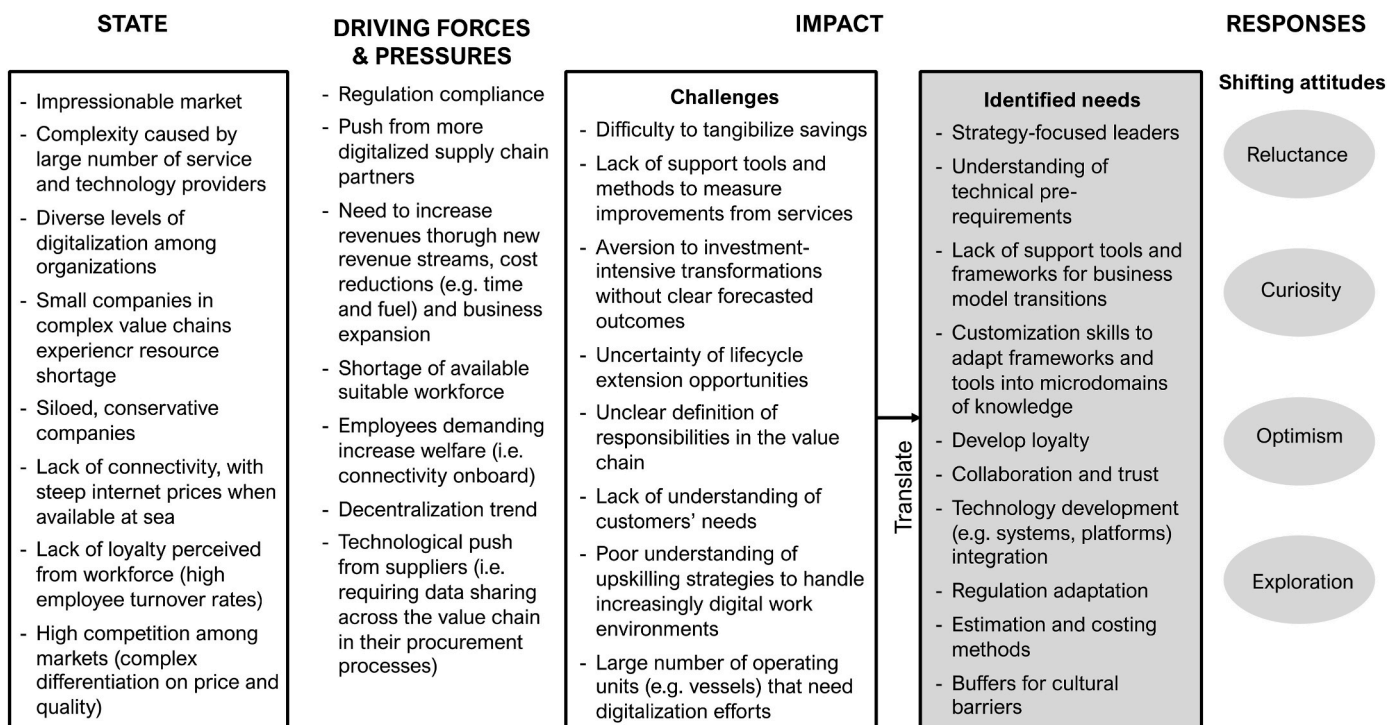 STATE
- Impressionable market
- Complexity caused by
large number of service
and technology providers
- Diverse levels of
digitalization among
organizations
- Small companies in
complex value chains
experiencr resource
shortage
- Siloed, conservative
companies
- Lack of connectivity, with
steep internet prices when
available at sea
- Lack of loyalty perceived
from workforce (high
employee turnover rates)
- High competition among
markets (complex
differentiation on price and
quality)
DRIVING FORCES
& PRESSURES
- Regulation compliance
- Push from more
digitalized supply chain
partners
- Need to increase
revenues thorugh new
revenue streams, cost
reductions (e.g. time
and fuel) and business
expansion
- Shortage of available
suitable workforce
- Employees demanding
increase welfare (i.e.
connectivity onboard)
- Decentralization trend
- Technological push
from suppliers (i.e.
requiring data sharing
across the value chain
in their procurement
processes)
IMPACT
Challenges
- Difficulty to tangibilize savings
- Lack of support tools and
methods to measure
improvements from services
- Aversion to investment-
intensive transformations
without clear forecasted
outcomes
- Uncertainty of lifecycle
extension opportunities
- Unclear definition of
responsibilities in the value
chain
- Lack of understanding of
customers’ needs
- Poor understanding of
upskilling strategies to handle
increasingly digital work
environments
- Large number of operating
units (e.g. vessels) that need
digitalization efforts
Translate
Identified needs
- Strategy-focused leaders
- Understanding of
technical pre-
requirements
- Lack of support tools and
frameworks for business
model transitions
- Customization skills to
adapt frameworks and
tools into microdomains
of knowledge
- Develop loyalty
- Collaboration and trust
- Technology development
(e.g. systems, platforms)
integration
- Regulation adaptation
- Estimation and costing
methods
- Buffers for cultural
barriers
RESPONSES
Shifting attitudes
Reluctance
Curiosity
Optimism
Exploration